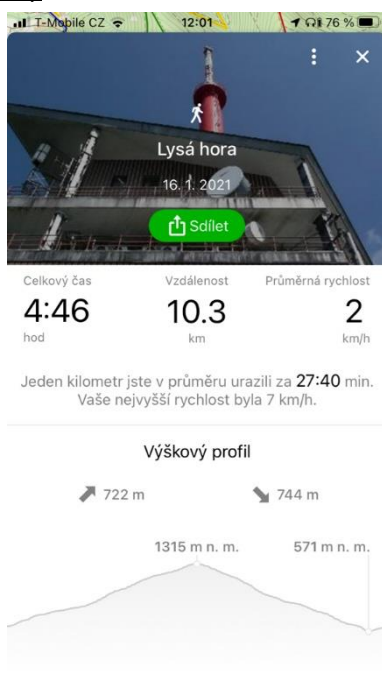 T-Mobile CZ 12:01 76 %
Lysá hora
16. 1. 2021
Sdílet
Celkový čas Vzdálenost Průměrná rychlost
4:46 10.3 2
hod km km/h
Jeden kilometr jste v průměru urazili za 27:40 min.
Vaše nejvyšší rychlost byla 7 km/h.
Výškový profil
722 m 744 m
1315 m n. m. 571 m n. m.